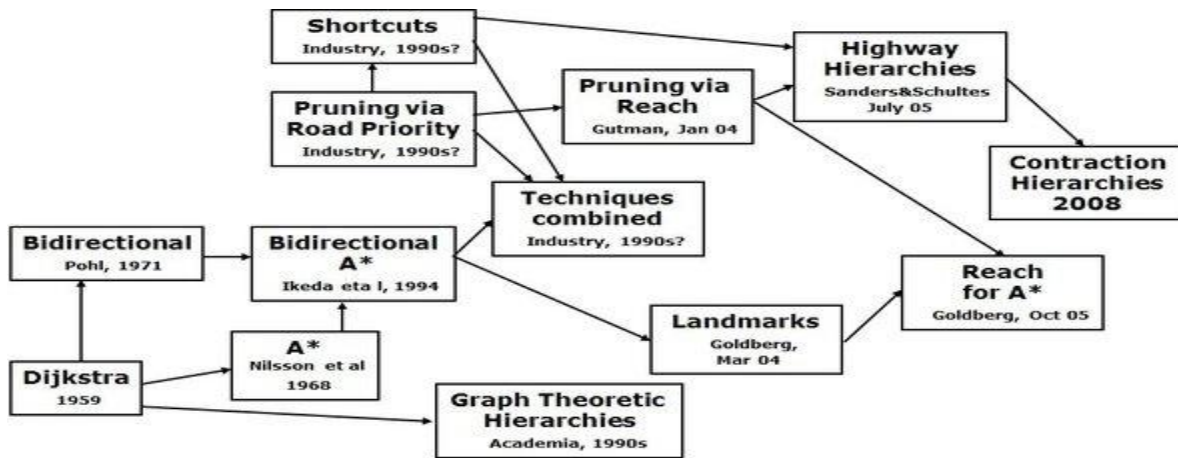 Shortcuts
Industry, 1990s?
Highway
Hierarchies
Sanders&Schultes
July 05
Pruning via
Road Priority
Industry, 1990s?
Pruning via
Reach
Gutman, Jan 04
Contraction
Hierarchies
2008
Techniques
combined
Industry, 1990s?
Bidirectional
Pohl, 1971
Bidirectional
A*
Ikeda eta l, 1994
Reach
for A*
Goldberg, Oct 05
Landmarks
Goldberg,
Mar 04
A*
Nilsson et al
1968
Dijkstra
1959
Graph Theoretic
Hierarchies
Academia, 1990s